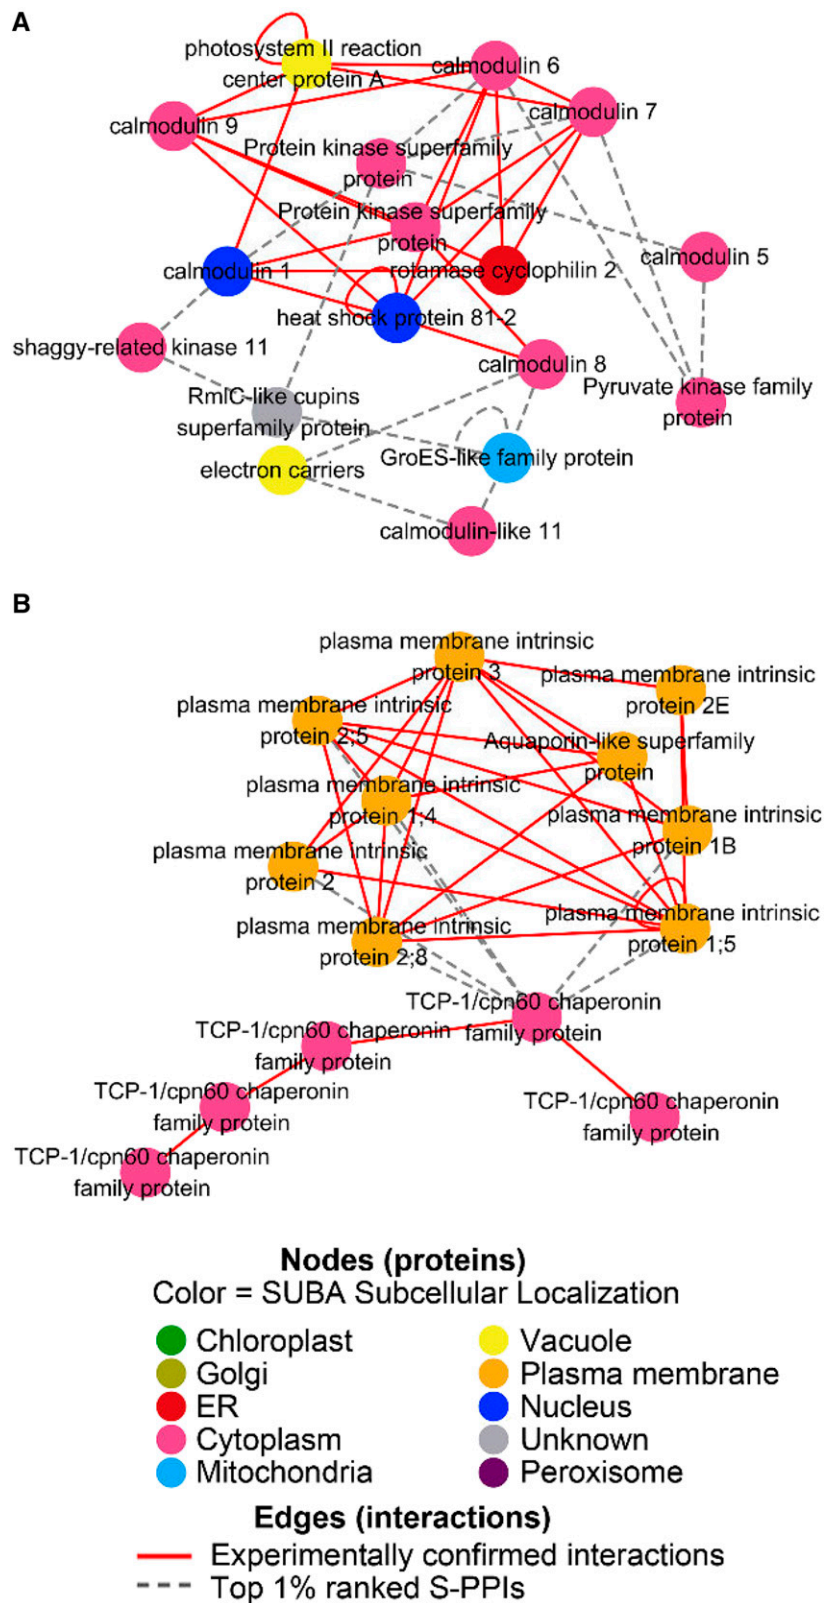 A
photosystem II reaction
center protein A
calmodulin 6
calmodulin 9
calmodulin 7
Protein kinase superfamily
protein
Protein kinase superfamily
protein
calmodulin 1
rotamase cyclophilin 2
calmodulin 5
heat shock protein 81-2
shaggy-related kinase 11
calmodulin 8
Pyruvate kinase family
protein
RmlC-like cupins
superfamily protein
electron carriers
GroES-like family protein
calmodulin-like 11
B
plasma membrane intrinsic
protein 3
plasma membrane intrinsic
protein 2E
plasma membrane intrinsic
protein 2;5
Aquaporin-like superfamily
protein
plasma membrane intrinsic
protein 1;4
plasma membrane intrinsic
protein 1B
plasma membrane intrinsic
protein 2
plasma membrane intrinsic
protein 2;8
plasma membrane intrinsic
protein 1;5
TCP-1/cpn60 chaperonin
family protein
TCP-1/cpn60 chaperonin
family protein
TCP-1/cpn60 chaperonin
family protein
TCP-1/cpn60 chaperonin
family protein
TCP-1/cpn60 chaperonin
family protein
Nodes (proteins)
Color = SUBA Subcellular Localization
Chloroplast
Golgi
ER
Cytoplasm
Mitochondria
Vacuole
Plasma membrane
Nucleus
Unknown
Peroxisome
Edges (interactions)
Experimentally confirmed interactions
Top 1% ranked S-PPIs